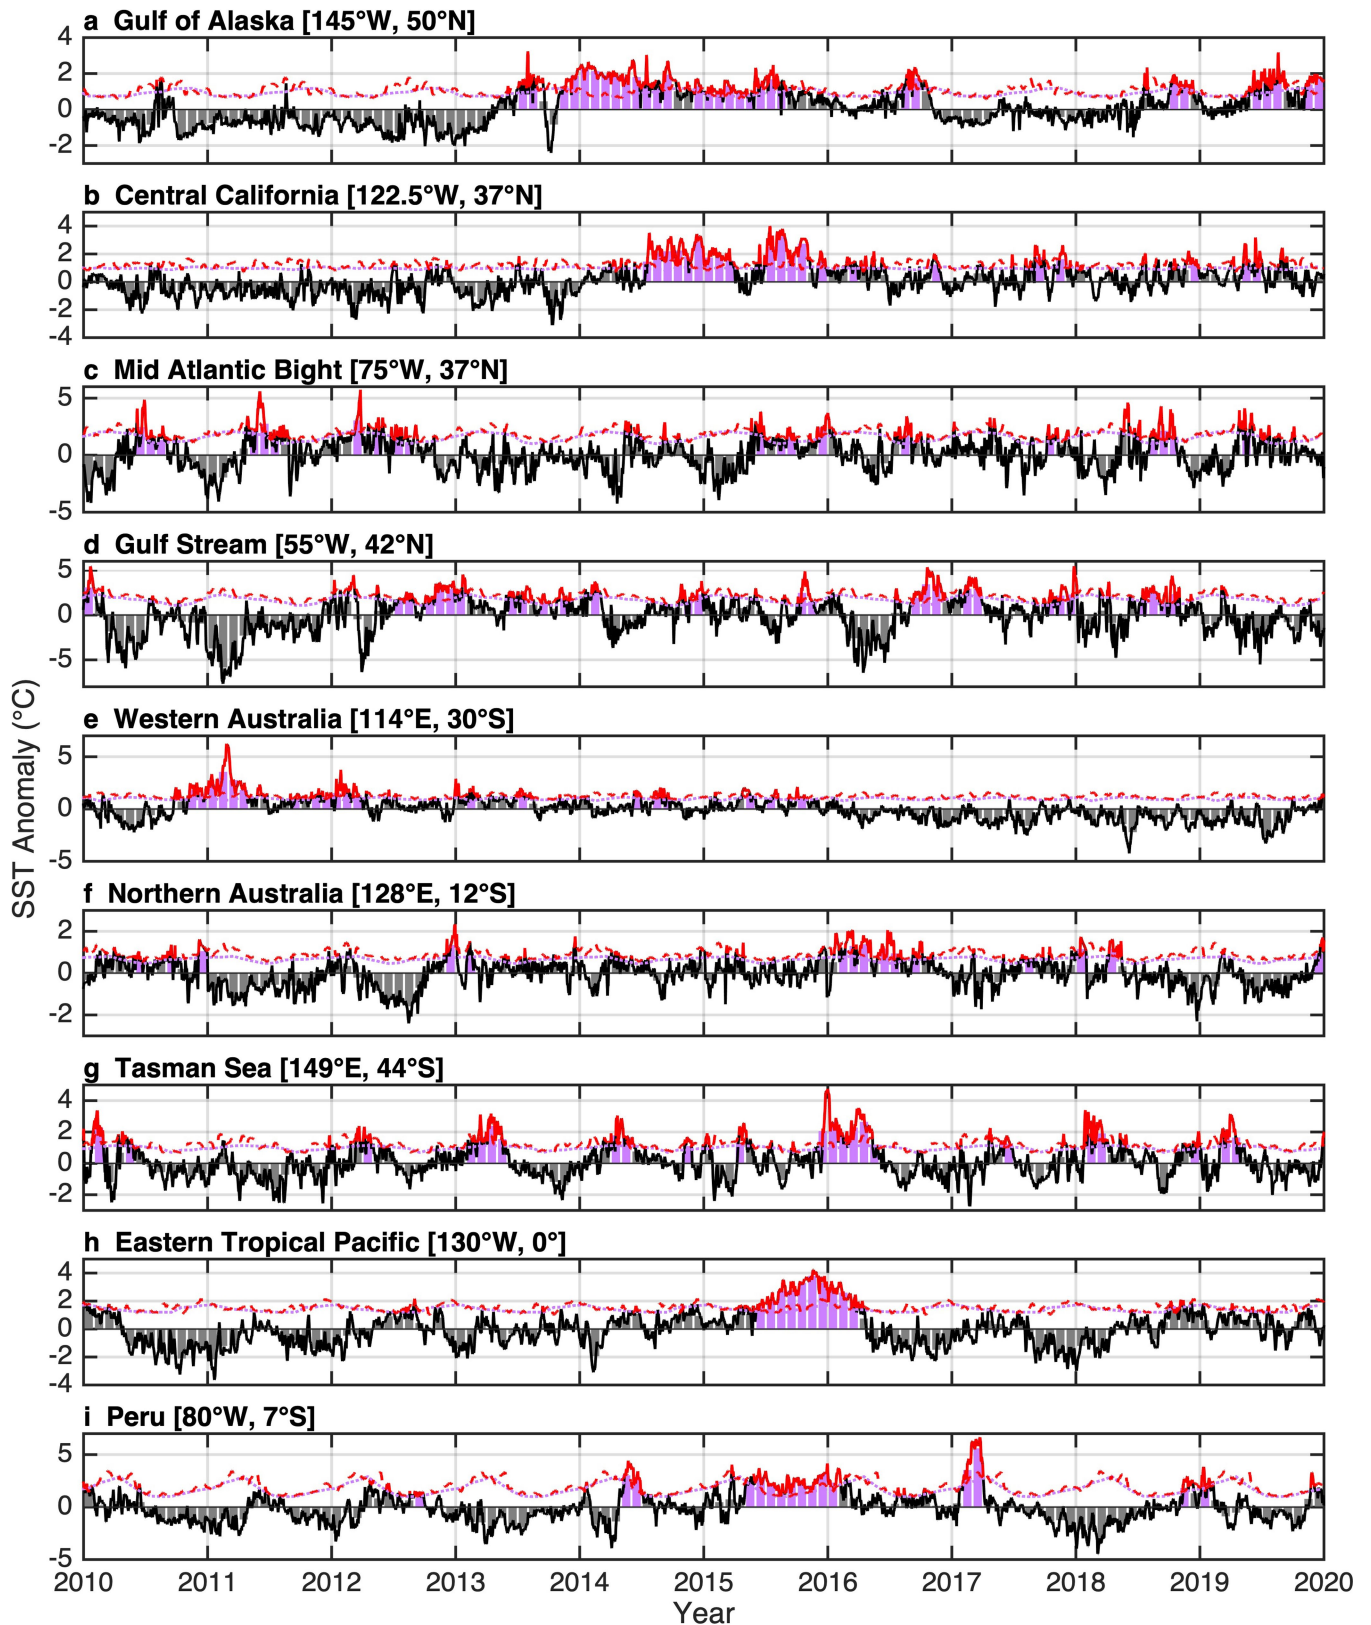 a  Gulf of Alaska [145°W, 50°N]
4
2
0
-2
b  Central California [122.5°W, 37°N]
4
2
0
-2
-4
c  Mid Atlantic Bight [75°W, 37°N]
5
0
-5
d  Gulf Stream [55°W, 42°N]
5
0
-5
e  Western Australia [114°E, 30°S]
5
0
-5
f  Northern Australia [128°E, 12°S]
2
0
-2
g  Tasman Sea [149°E, 44°S]
4
2
0
-2
h  Eastern Tropical Pacific [130°W, 0°]
4
2
0
-2
-4
i  Peru [80°W, 7°S]
5
0
-5
SST Anomaly (°C)
2010 2011 2012 2013 2014 2015 2016 2017 2018 2019 2020
Year